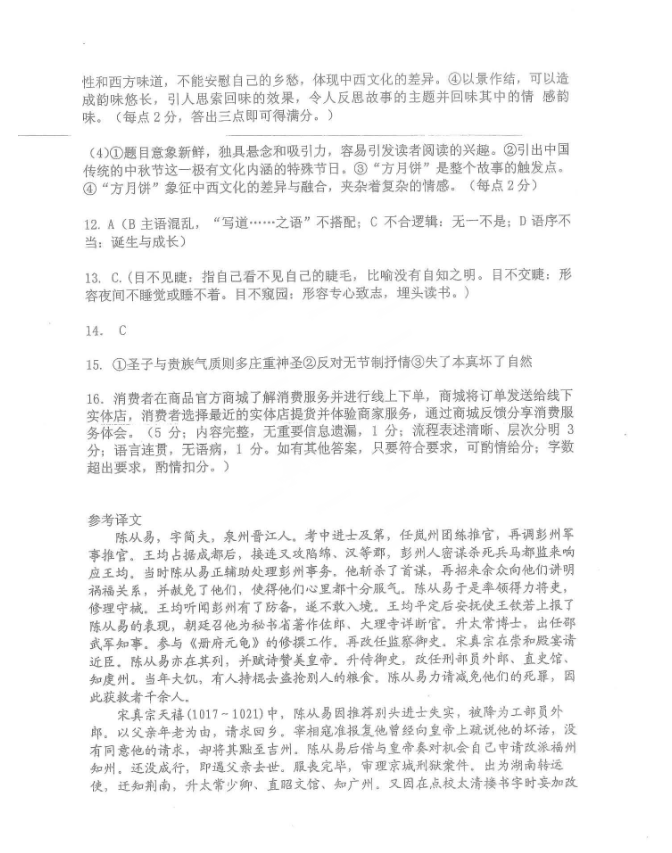 性和西方味道，不能安慰自己的乡愁，体现中西文化的差异。④以景作结，可以造
成韵味悠长，引人思索回味的效果，令人反思故事的主题并回味其中的情 感韵
味。（每点2分，答出三点即可得满分。）
（4）①题目意象新鲜，独具悬念和吸引力，容易引发读者阅读的兴趣。②引出中国
传统的中秋节这一极有文化内涵的特殊节日。③“方月饼”是整个故事的触发点。
④“方月饼”象征中西文化的差异与融合，夹杂着复杂的情感。（每点2分）
12. A（B 主语混乱，“写道……之语”不搭配；C 不合逻辑：无一不是；D 语序不
当：诞生与成长）
13. C.(目不见睫：指自己看不见自己的睫毛，比喻没有自知之明。目不交睫：形
容夜间不睡觉或睡不着。目不窥园：形容专心致志，埋头读书。)
14. C
15. ①圣子与贵族气质则多庄重神圣②反对无节制抒情③失了本真坏了自然
16. 消费者在商品官方商城了解消费服务并进行线上下单，商城将订单发送给线下
实体店，消费者选择最近的实体店提货并体验商家服务，通过商城反馈分享消费服
务体会。（5 分；内容完整，无重要信息遗漏，1 分；流程表述清晰、层次分明 3
分；语言连贯，无语病，1 分。如有其他答案，只要符合要求，可酌情给分；字数
超出要求，酌情扣分。）
参考译文
陈从易，字简夫，泉州晋江人。考中进士及第，任岚州团练推官，再调彭州军
事推官。王均占据成都后，接连又攻陷绵、汉等郡，彭州人密谋杀死兵马都监来响
应王均。当时陈从易正辅助处理彭州事务。他斩杀了首谋，再招来余众向他们讲明
祸福关系，并赦免了他们，使得他们心里都十分服气。陈从易于是率领得力将吏，
修理守城。王均听闻彭州有了防备，遂不敢入境。王均平定后安抚使王钦若上报了
陈从易的表现，朝廷召他为秘书省著作佐郎、大理寺详断官。升太常博士，出任邵
武军知事。参与《册府元龟》的修撰工作。再改任监察御史。宋真宗在崇和殿宴请
近臣。陈从易亦在其列，并赋诗赞美皇帝。升侍御史，改任刑部员外郎、直史馆、
知虔州。当年大饥，有人持棍去盗抢别人的粮食。陈从易力请减免他们的死罪，因
此获救者千余人。
宋真宗天禧(1017～1021)中，陈从易因推荐别头进士失实，被降为工部员外
郎。以父亲年老为由，请求回乡。宰相寇准报复他曾经向皇帝上疏说他的坏话，没
有同意他的请求，却将其黜至吉州。陈从易后借与皇帝奏对机会自己申请改派福州
知州。还没成行，即遇父亲去世。服丧完毕，审理京城刑狱案件。出为湖南转运
使，迁知荆南，升太常少卿、直昭文馆、知广州。又因在点校太清搂书字时妄加改